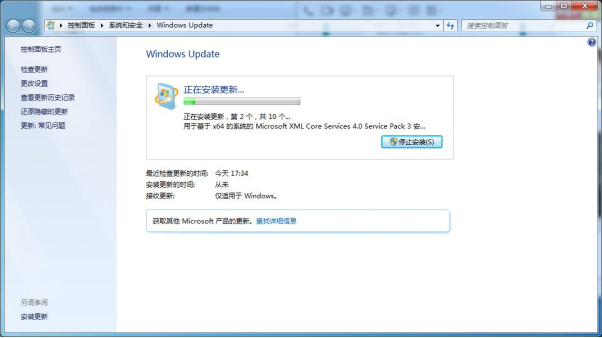 控制面板 ▸ 系统和安全 ▸ Windows Update
搜索控制面板
控制面板主页
检查更新
更改设置
查看更新历史记录
还原隐藏的更新
更新: 常见问题
Windows Update
正在安装更新...
正在安装更新，第 2 个，共 10 个...
用于基于 x64 的系统的 Microsoft XML Core Services 4.0 Service Pack 3 安...
停止安装(S)
最近检查更新的时间: 今天 17:34
安装更新的时间: 从未
接收更新: 仅适用于 Windows。
获取其他 Microsoft 产品的更新。 查找详细信息
另请参阅
安装更新